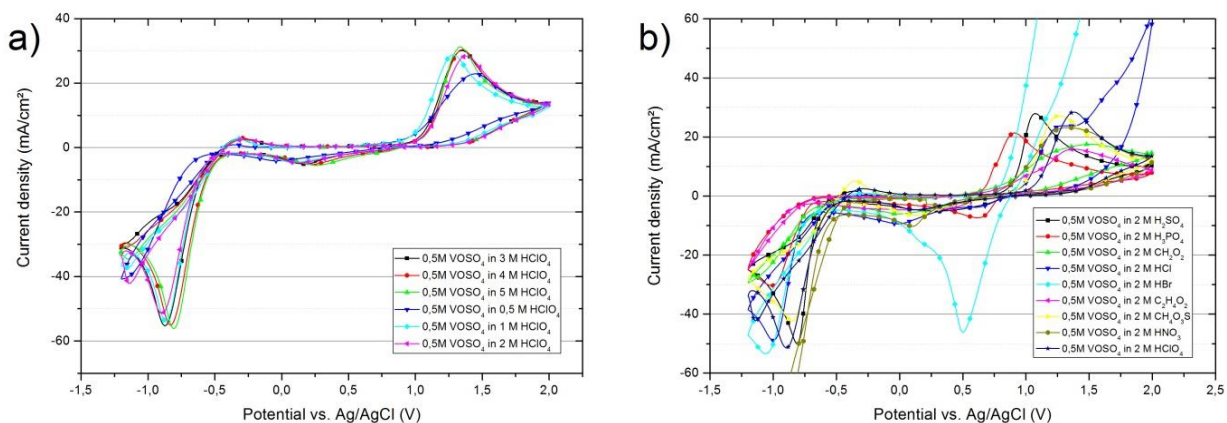 a)
Current density (mA/cm²)
40
20
0
-20
-40
-60
-1,5
-1,0
-0,5
0,0
0,5
1,0
1,5
2,0
Potential vs. Ag/AgCl (V)
0,5M VOSO₄ in 3 M HClO₄
0,5M VOSO₄ in 4 M HClO₄
0,5M VOSO₄ in 5 M HClO₄
0,5M VOSO₄ in 0,5 M HClO₄
0,5M VOSO₄ in 1 M HClO₄
0,5M VOSO₄ in 2 M HClO₄
b)
Current density (mA/cm²)
60
40
20
0
-20
-40
-60
-1,5
-1,0
-0,5
0,0
0,5
1,0
1,5
2,0
Potential vs. Ag/AgCl (V)
0,5M VOSO₄ in 2 M H₂SO₄
0,5M VOSO₄ in 2 M H₃PO₄
0,5M VOSO₄ in 2 M CH₂O₂
0,5M VOSO₄ in 2 M HCl
0,5M VOSO₄ in 2 M HBr
0,5M VOSO₄ in 2 M C₂H₄O₂
0,5M VOSO₄ in 2 M CH₄O₃S
0,5M VOSO₄ in 2 M HNO₃
0,5M VOSO₄ in 2 M HClO₄